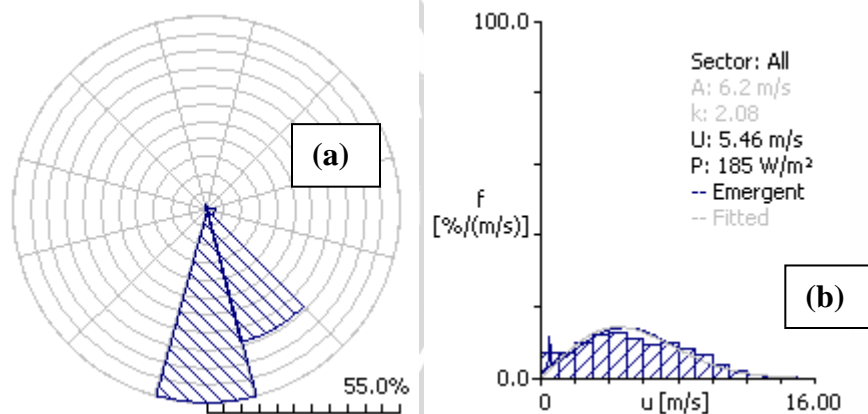 (a)
55.0%
100.0
Sector: All
A: 6.2 m/s
k: 2.08
U: 5.46 m/s
P: 185 W/m²
-- Emergent
-- Fitted
f
[%/(m/s)]
(b)
0.0
0
u [m/s]
16.00